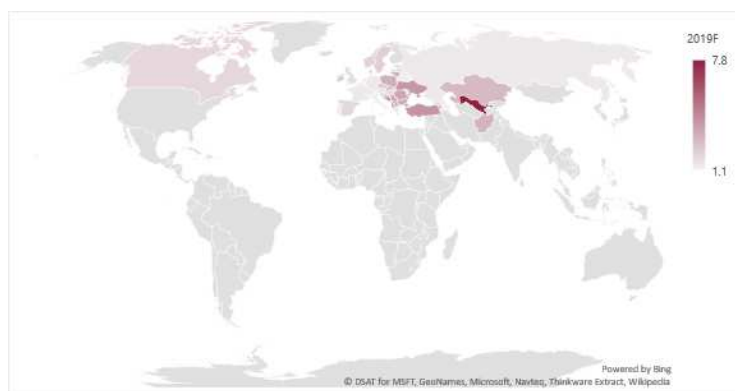 2019F
7.8
1.1
Powered by Bing
© DSAT for MSFT, GeoNames, Microsoft, Navteq, Thinkware Extract, Wikipedia